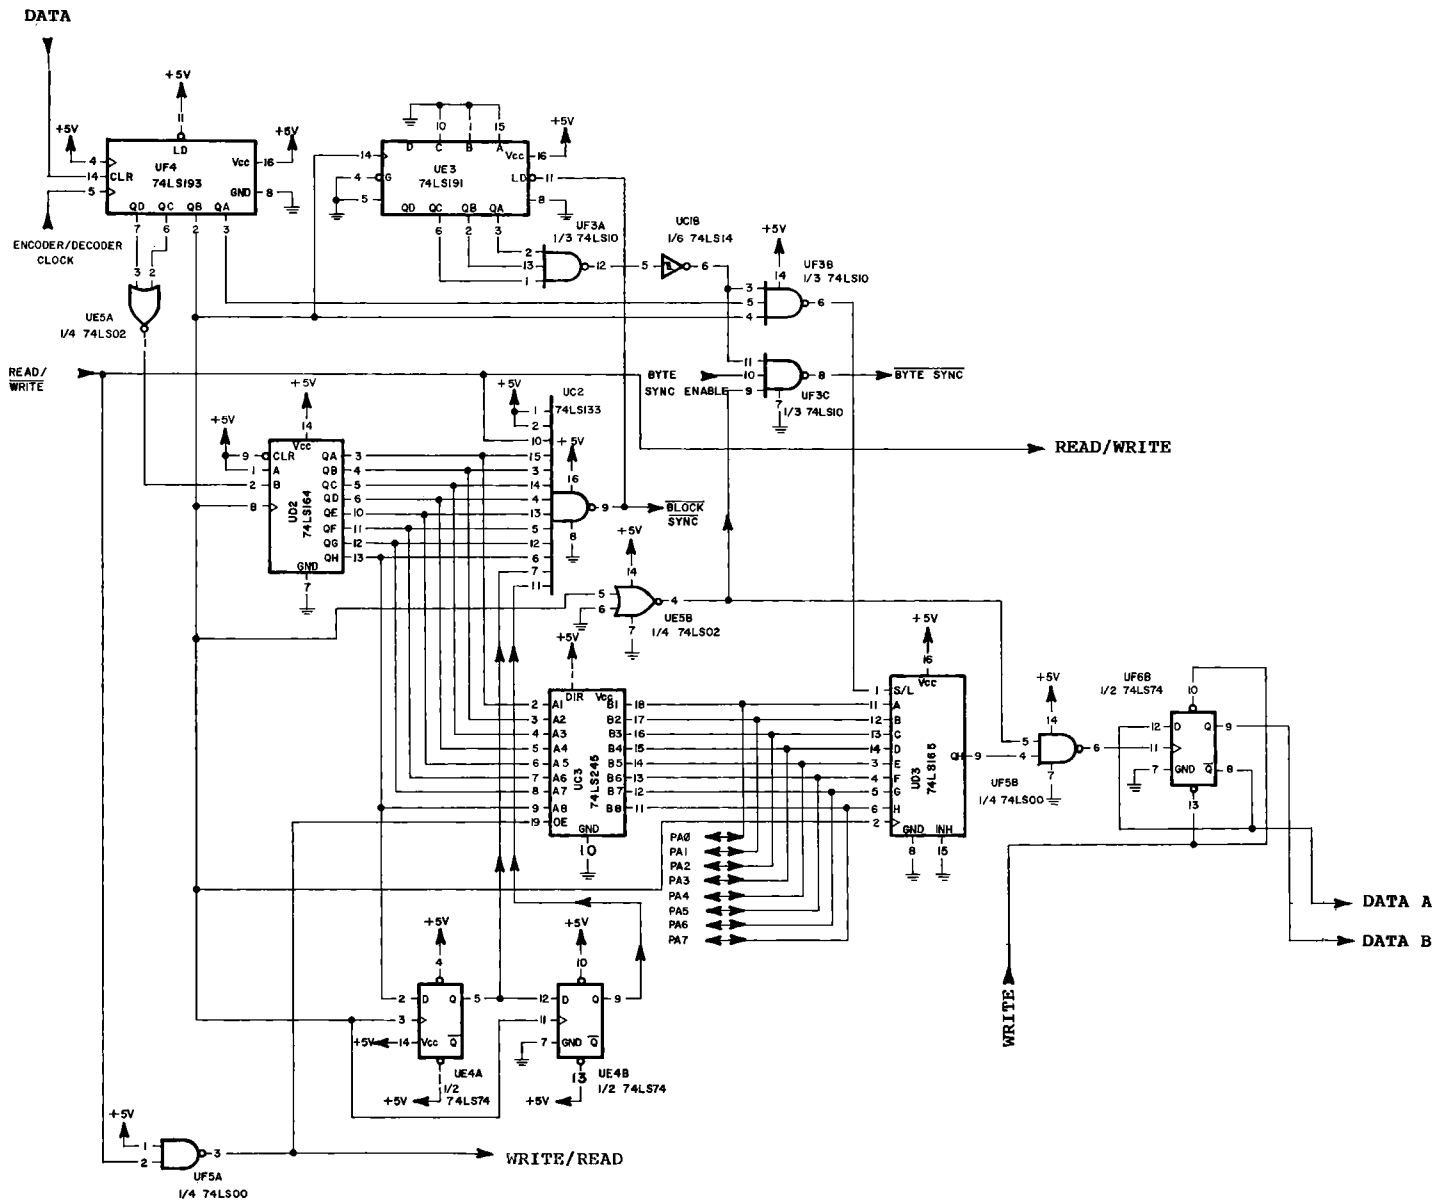 DATA
+5V
11
LD
+5V
4
14
5
CLR
UF4
74LS193
Vcc
16
+5V
GND
8
QD QC QB QA
7 6 2 3
ENCODER/DECODER
CLOCK
3 2
UE5A
1/4 74LS02
1
10 1 15
D C B A
14
4
5
G
UE3
74LS191
Vcc
16
+5V
LD
11
8
QD QC QB QA
6 2 3
UF3A
1/3 74LS10
2
13
1
12
UC1B
1/6 74LS14
5
6
+5V
14
UF3B
1/3 74LS10
3
5
4
6
BYTE
SYNC ENABLE
11
10
9
8
BYTE SYNC
7
UF3C
1/3 74LS10
READ/
WRITE
READ/WRITE
+5V
14
Vcc
+5V
9 CLR
1 A
2 B
8
UD2
74LS164
QA 3
QB 4
QC 5
QD 6
QE 10
QF 11
QG 12
QH 13
GND
7
UC2
74LS133
+5V
1
2
10
15
3
14
4
13
5
12
6
7
11
+5V
16
9
8
BLOCK
SYNC
+5V
14
5
6
4
7
UE5B
1/4 74LS02
+5V
1
DIR Vcc
2 A1
3 A2
4 A3
5 A4
6 A5
7 A6
8 A7
9 A8
19 OE
UC3
74LS245
B1 18
B2 17
B3 16
B4 15
B5 14
B6 13
B7 12
B8 11
GND
10
PA0
PA1
PA2
PA3
PA4
PA5
PA6
PA7
+5V
16
Vcc
1 S/L
11 A
12 B
13 C
14 D
3 E
4 F
5 G
6 H
2
UD3
74LS165
QH 9
GND INH
8 15
+5V
14
5
4
6
7
UF5B
1/4 74LS00
UF6B
1/2 74LS74
10
12 D
11
7 GND
Q 9
Q 8
13
DATA A
DATA B
WRITE
+5V
4
2 D
3
+5V 14 Vcc
Q 5
Q
1
+5V
UE4A
1/2
74LS74
+5V
10
12 D
11
7 GND
Q 9
Q
13
+5V
UE4B
1/2 74LS74
+5V
1
2
3
UF5A
1/4 74LS00
WRITE/READ